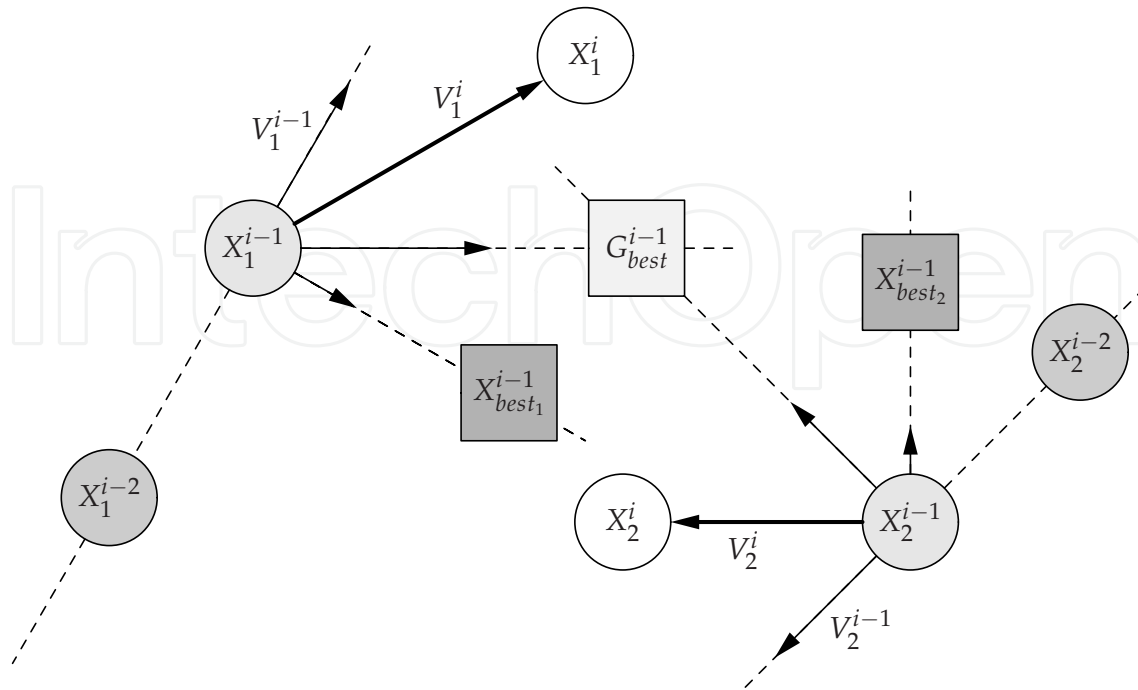 X_1^i
V_1^i
V_1^{i-1}
X_1^{i-1}
G_{best}^{i-1}
X_{best_2}^{i-1}
IntechOpen
X_2^{i-2}
X_{best_1}^{i-1}
X_1^{i-2}
X_2^i
X_2^{i-1}
V_2^i
V_2^{i-1}